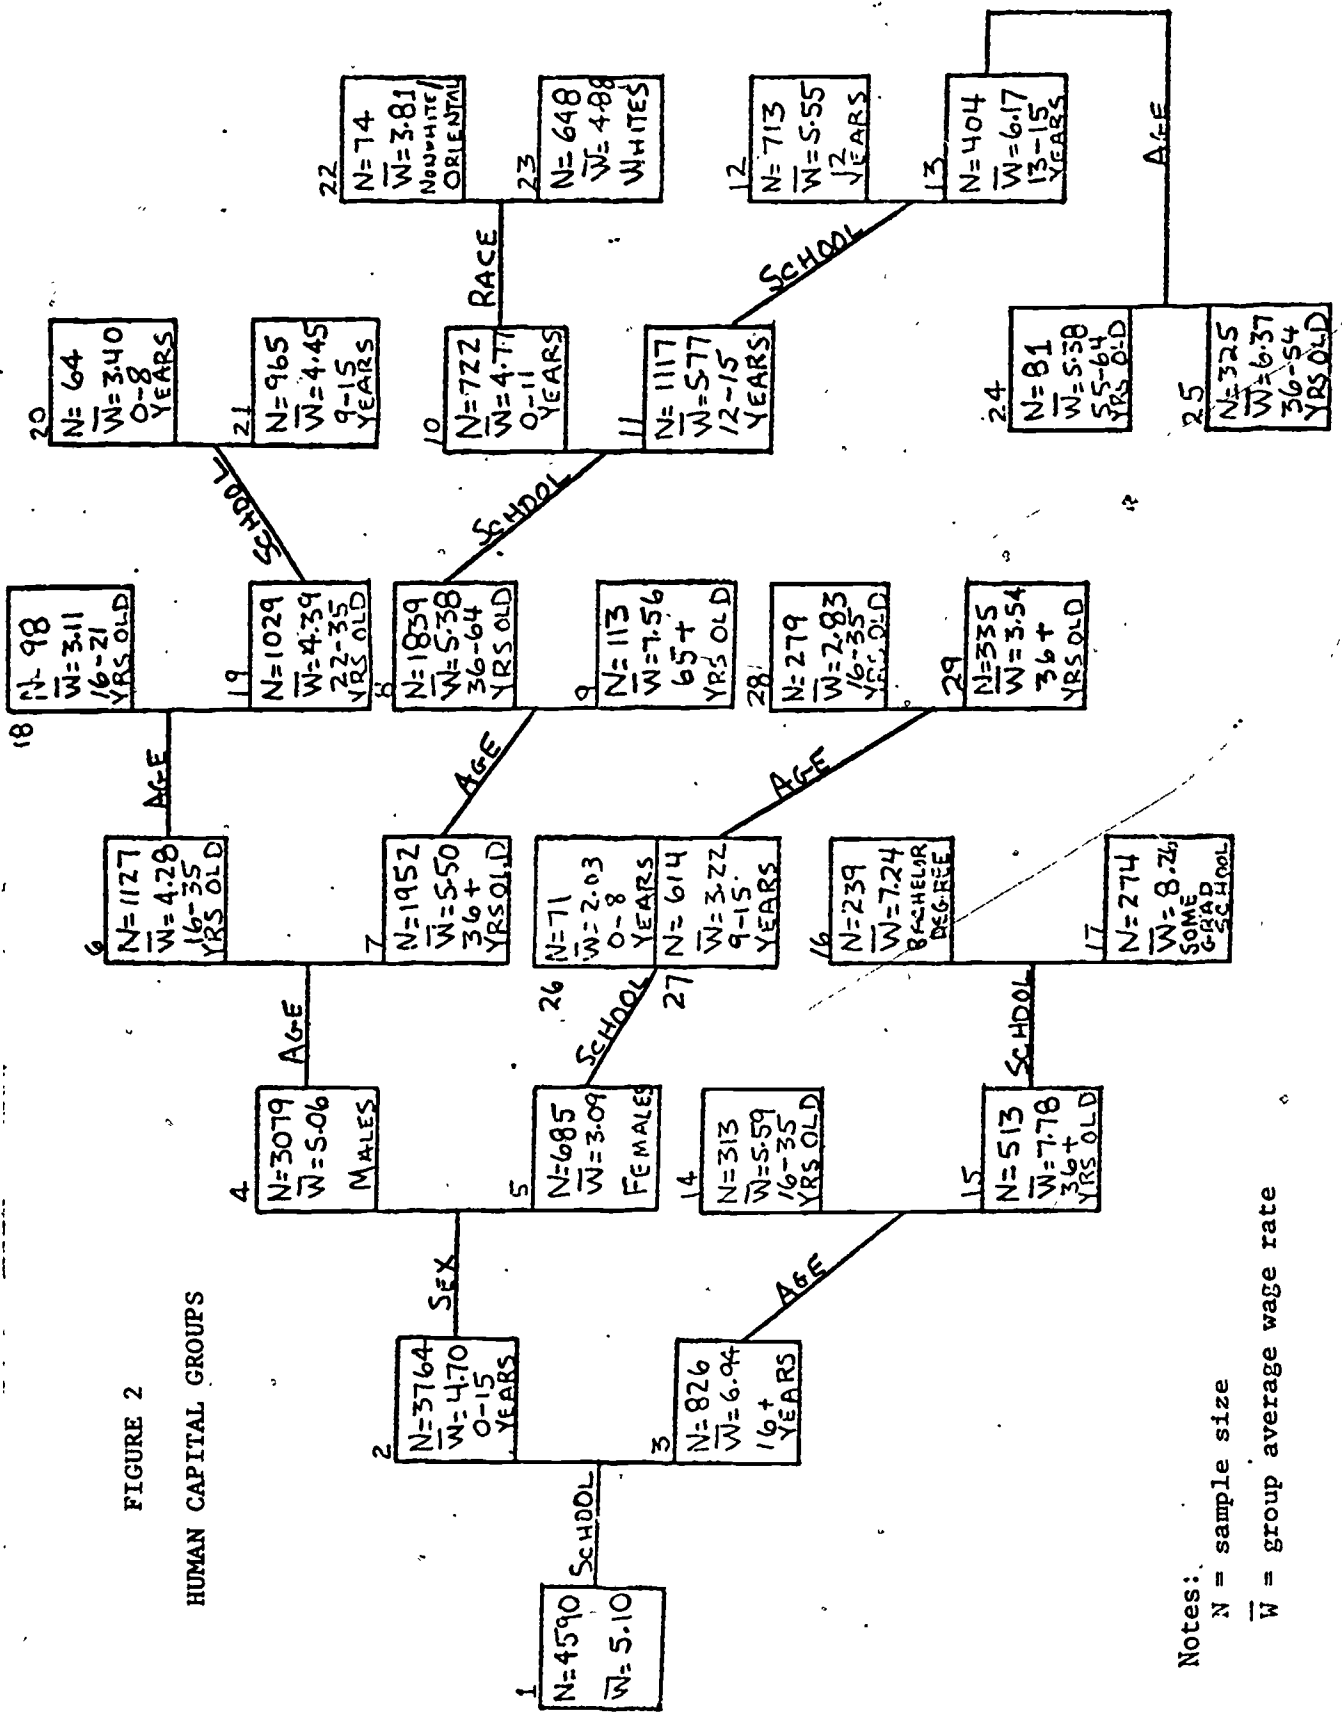 FIGURE 2
HUMAN CAPITAL GROUPS
1
N=4590
W̅=5.10
SCHOOL
2
N=3764
W̅=4.70
0-15
YEARS
3
N=826
W̅=6.94
16+
YEARS
SEX
AGE
4
N=3079
W̅=5.06
MALES
5
N=685
W̅=3.09
FEMALES
14
N=313
W̅=5.59
16-35
YRS OLD
15
N=513
W̅=7.78
36+
YRS OLD
AGE
SCHOOL
SCHOOL
6
N=1127
W̅=4.28
16-35
YRS OLD
7
N=1952
W̅=5.50
36+
YRS OLD
26
N=71
W̅=2.03
0-8
YEARS
27
N=614
W̅=3.22
9-15
YEARS
16
N=239
W̅=7.24
BACHELOR
DEGREE
17
N=274
W̅=8.26
SOME
GRAD
SCHOOL
AGE
AGE
AGE
18
N=98
W̅=3.11
16-21
YRS OLD
19
N=1029
W̅=4.39
22-35
YRS OLD
8
N=1839
W̅=5.38
36-64
YRS OLD
9
N=113
W̅=7.56
65+
YRS OLD
28
N=279
W̅=2.83
16-35
YRS OLD
29
N=335
W̅=3.54
36+
YRS OLD
SCHOOL
SCHOOL
20
N=64
W̅=3.40
0-8
YEARS
21
N=965
W̅=4.45
9-15
YEARS
10
N=722
W̅=4.77
0-11
YEARS
11
N=1117
W̅=5.77
12-15
YEARS
24
N=81
W̅=5.38
55-64
YRS OLD
25
N=325
W̅=6.37
36-54
YRS OLD
RACE
SCHOOL
22
N=74
W̅=3.81
NONWHITE/
ORIENTAL
23
N=648
W̅=4.88
WHITES
12
N=713
W̅=5.55
12
YEARS
13
N=404
W̅=6.17
13-15
YEARS
AGE
Notes:
N = sample size
W̅ = group average wage rate